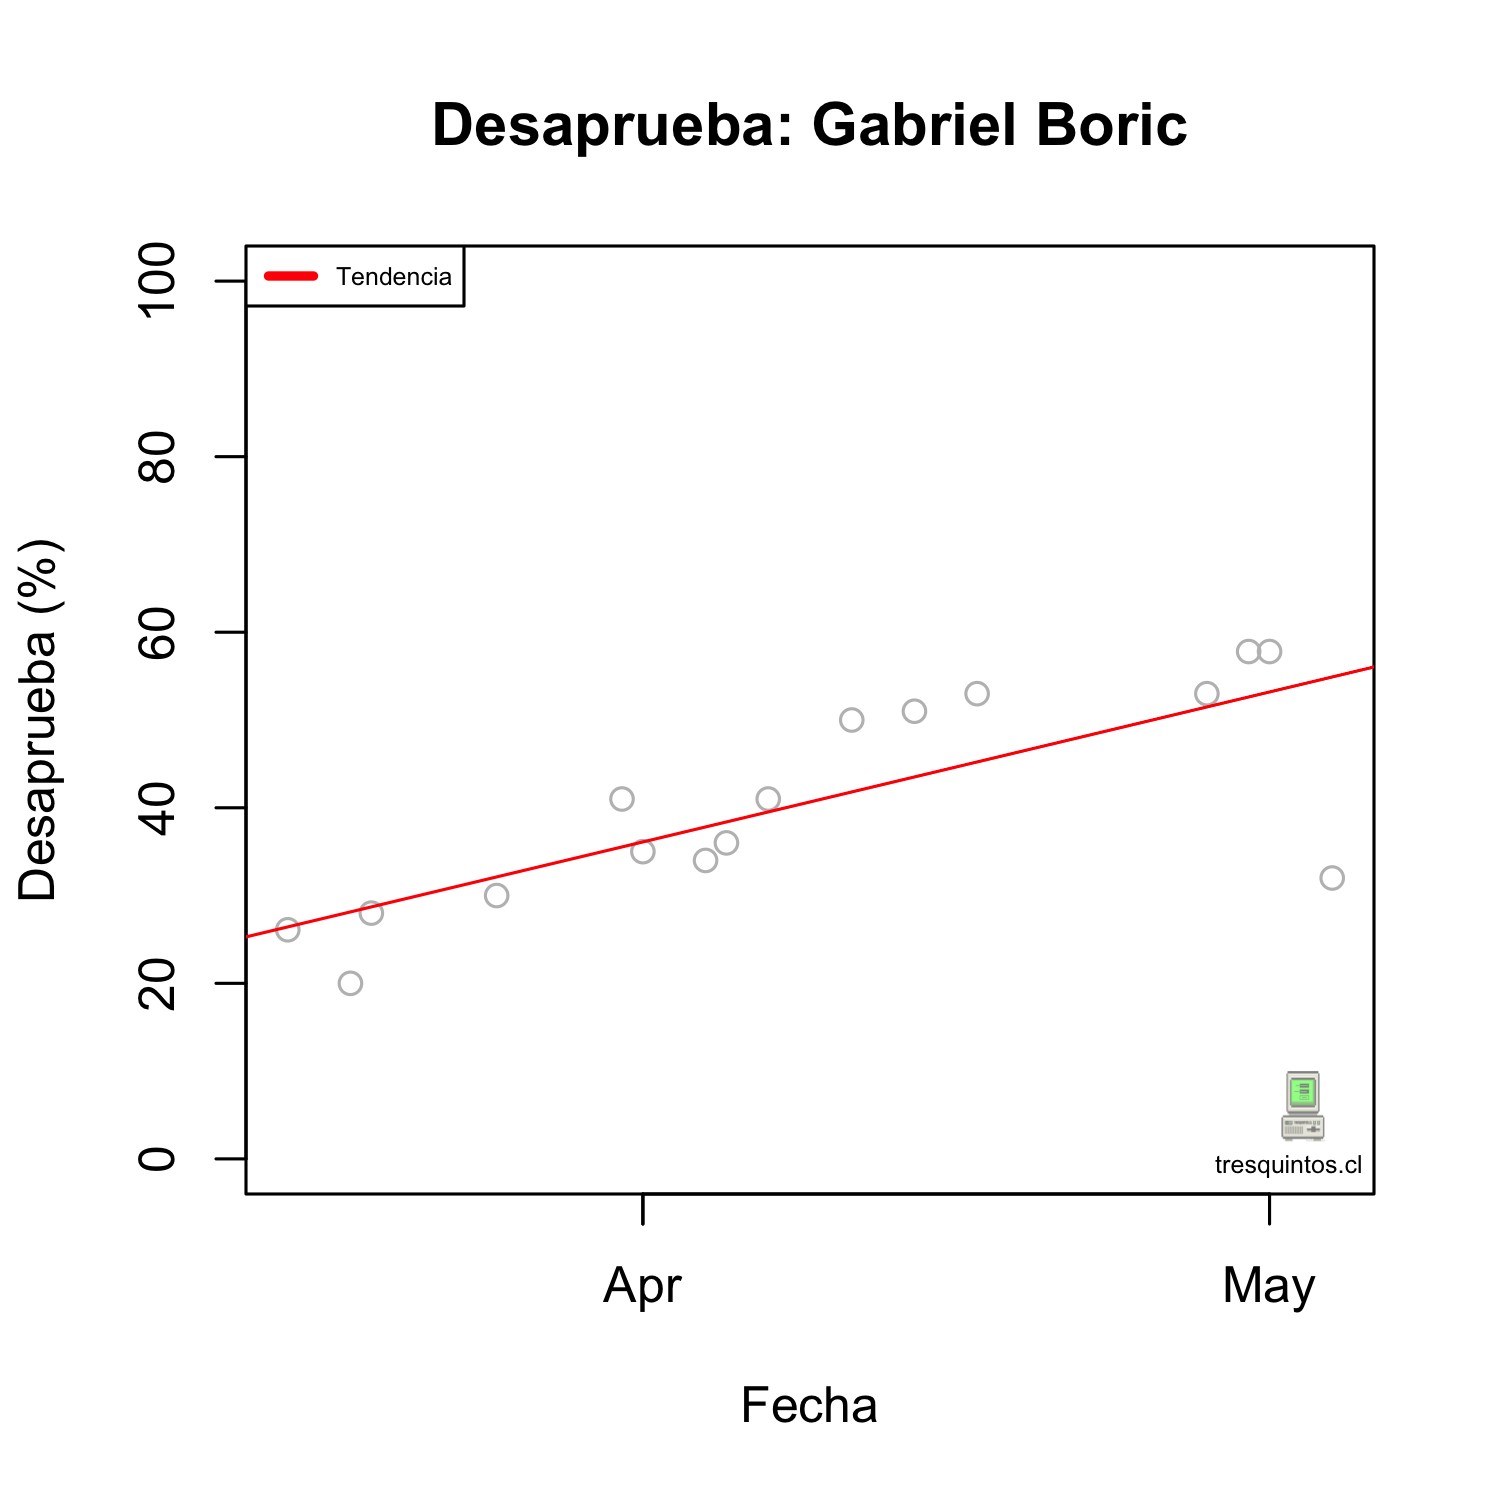 Desaprueba: Gabriel Boric
Tendencia
100
80
60
40
20
0
Desaprueba (%)
tresquintos.cl
Apr
May
Fecha